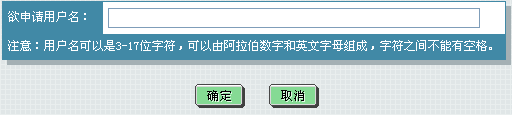 欲申请用户名：
注意：用户名可以是3-17位字符，可以由阿拉伯数字和英文字母组成，字符之间不能有空格。
确定 取消